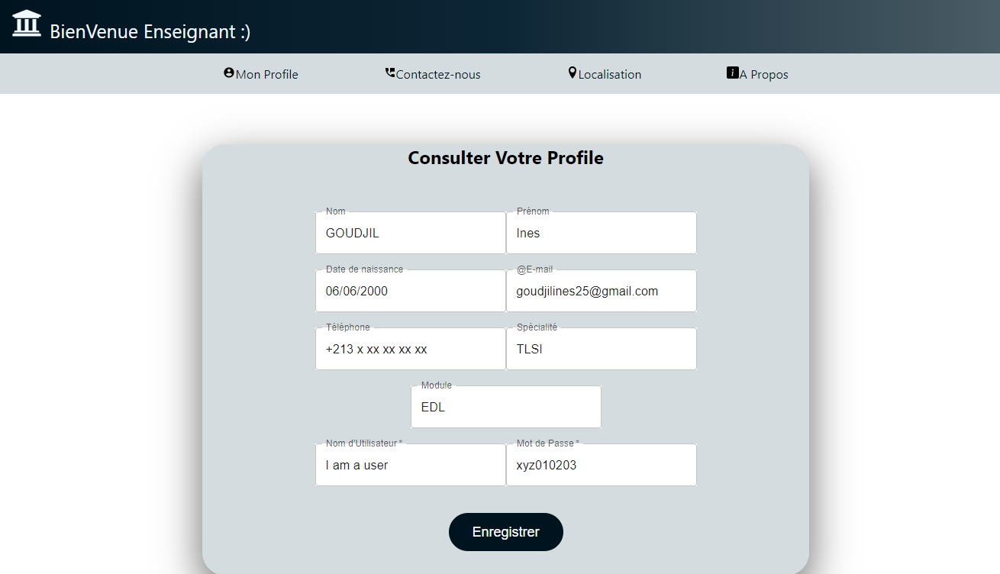 BienVenue Enseignant :)
Mon Profile Contactez-nous Localisation A Propos
Consulter Votre Profile
Nom Prénom
GOUDJIL Ines
Date de naissance @E-mail
06/06/2000 goudjilines25@gmail.com
Téléphone Spécialité
+213 x xx xx xx xx TLSI
Module
EDL
Nom d'Utilisateur * Mot de Passe *
I am a user xyz010203
Enregistrer